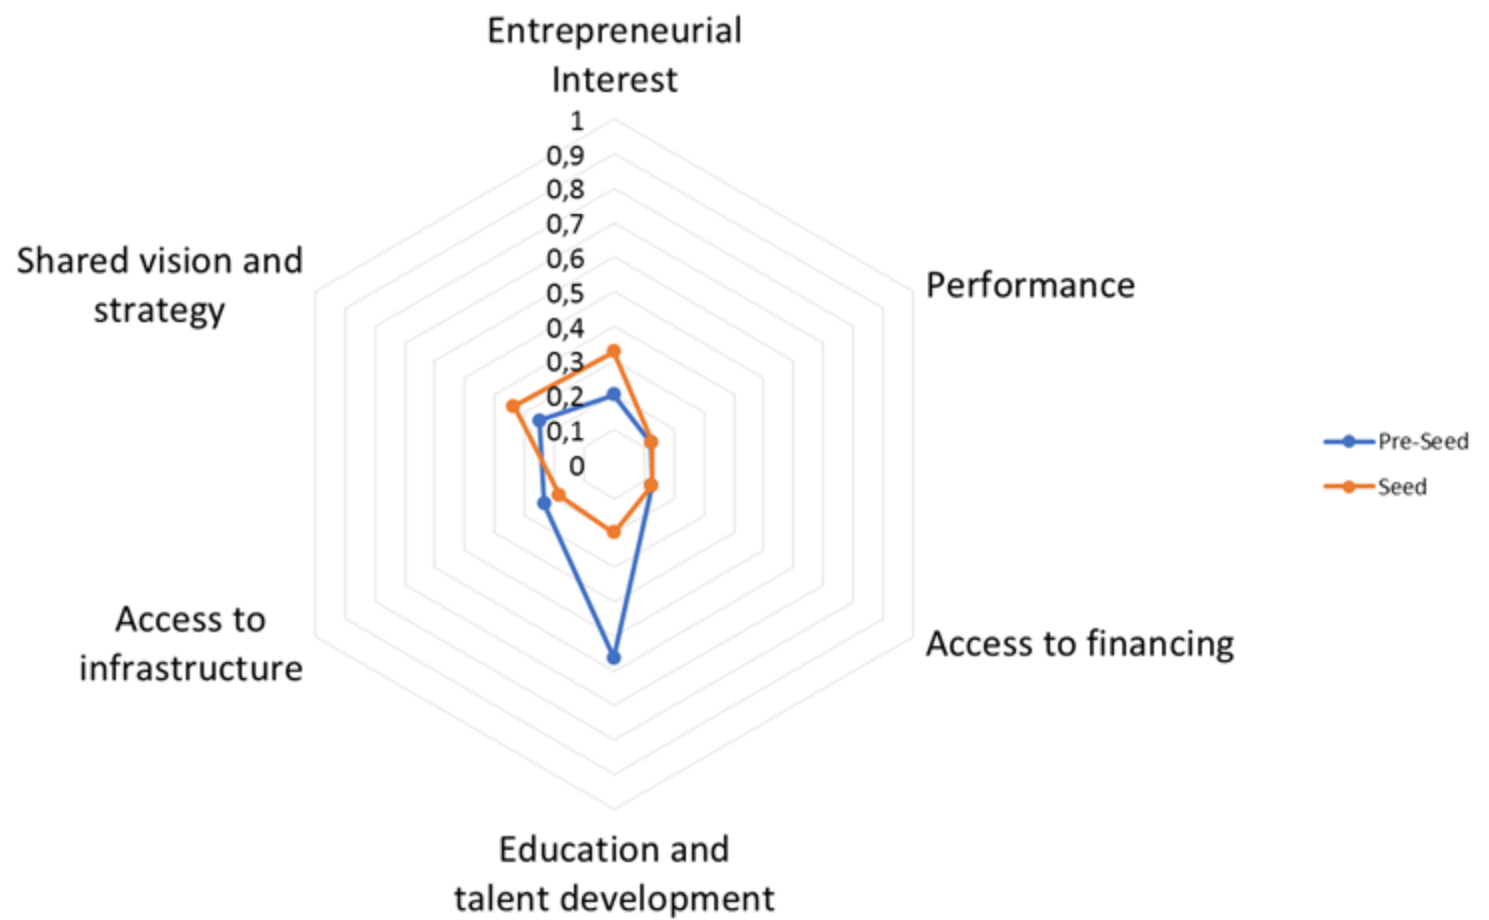 Entrepreneurial
Interest
1
0,9
0,8
0,7
0,6
0,5
0,4
0,3
0,2
0,1
0
Shared vision and
strategy
Performance
Pre-Seed
Seed
Access to
infrastructure
Access to financing
Education and
talent development